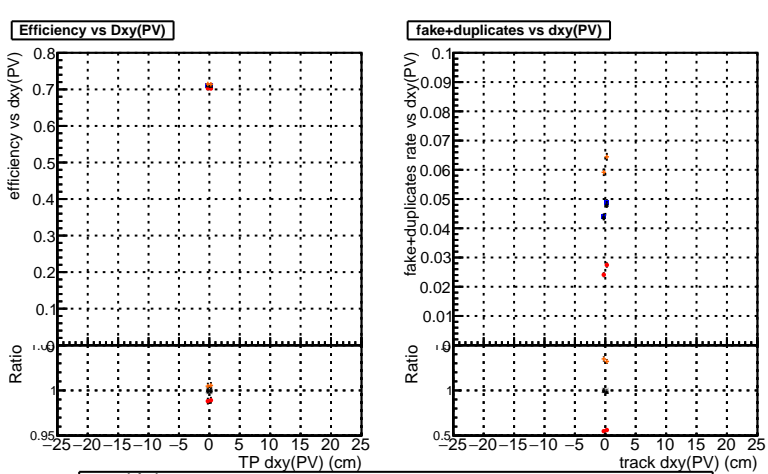 Efficiency vs Dxy(PV)
efficiency vs dxy(PV)
0.8
0.7
0.6
0.5
0.4
0.3
0.2
0.1
0
Ratio
1
0.95
−25 −20 −15 −10 −5 0 5 10 15 20 25
TP dxy(PV) (cm)
fake+duplicates vs dxy(PV)
fake+duplicates rate vs dxy(PV)
0.1
0.09
0.08
0.07
0.06
0.05
0.04
0.03
0.02
0.01
0
Ratio
1
0.5
−25 −20 −15 −10 −5 0 5 10 15 20 25
track dxy(PV) (cm)